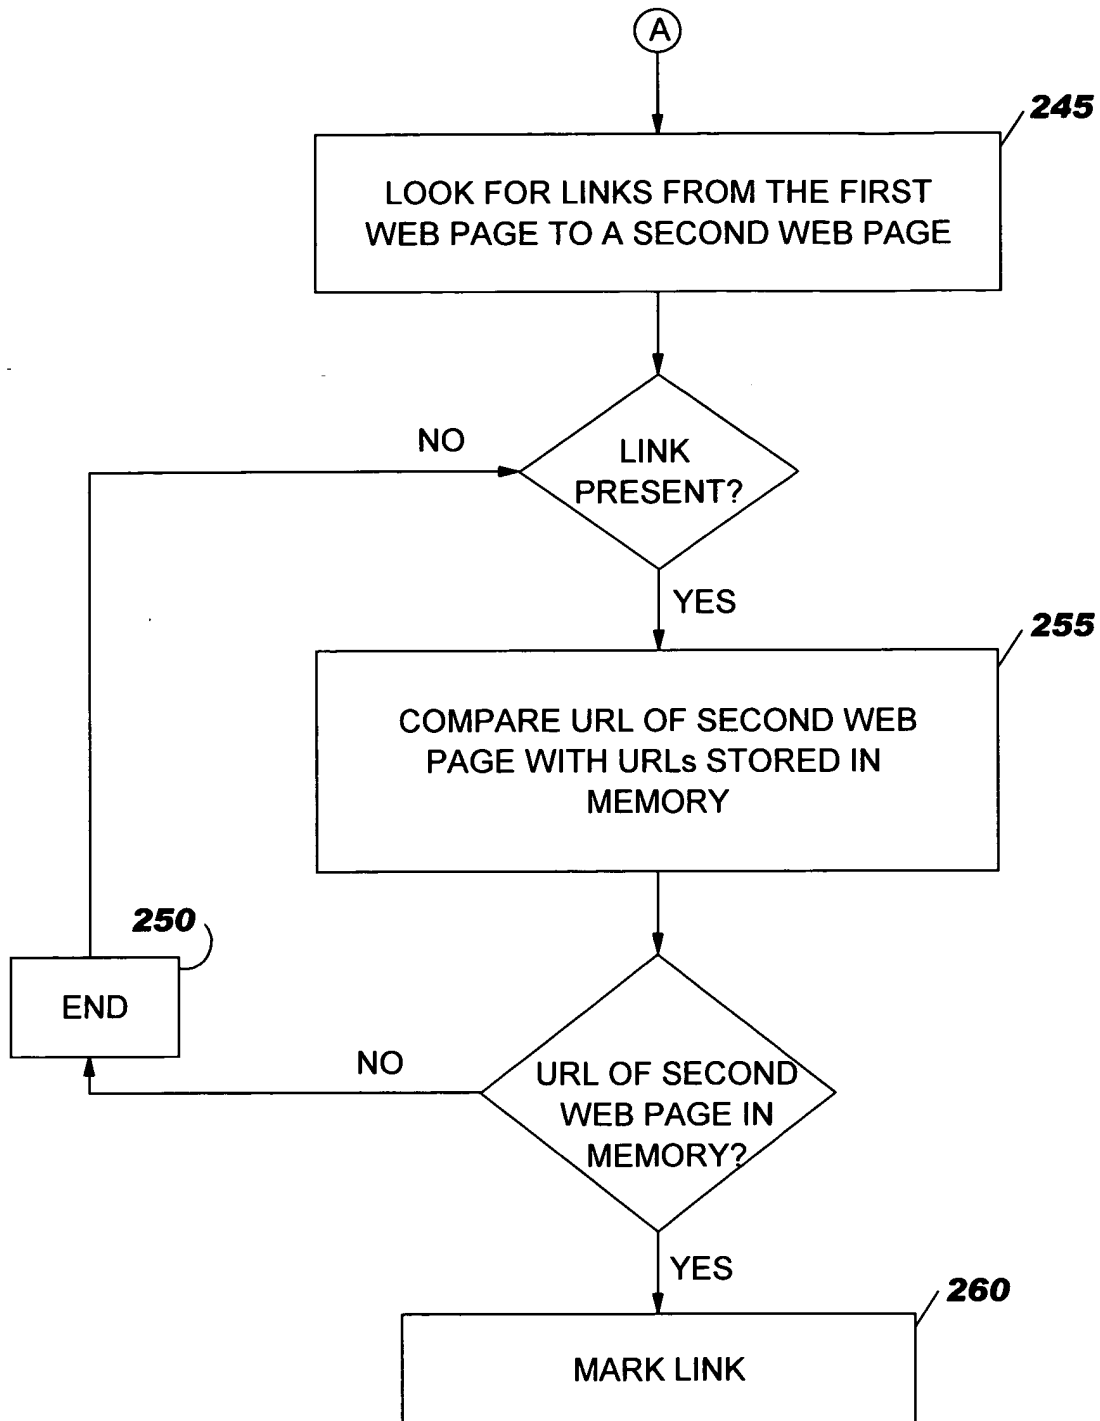 A
245
LOOK FOR LINKS FROM THE FIRST
WEB PAGE TO A SECOND WEB PAGE
NO
LINK
PRESENT?
YES
255
COMPARE URL OF SECOND WEB
PAGE WITH URLs STORED IN
MEMORY
250
END
NO
URL OF SECOND
WEB PAGE IN
MEMORY?
YES
260
MARK LINK